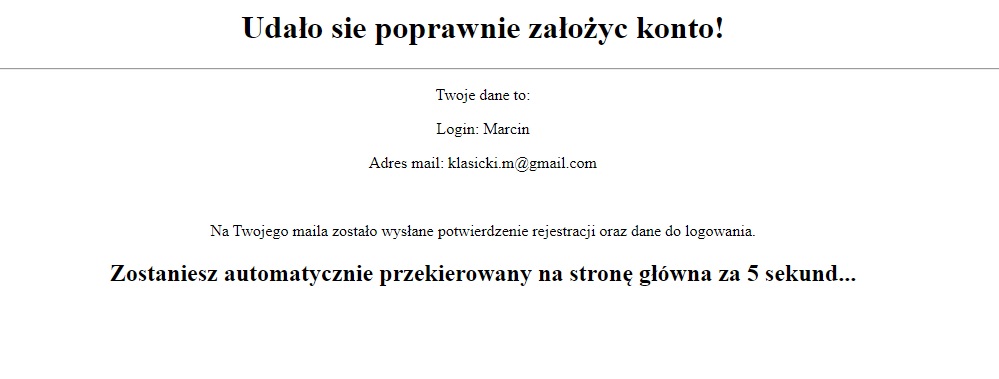 Udało sie poprawnie założyc konto!
Twoje dane to:
Login: Marcin
Adres mail: klasicki.m@gmail.com
Na Twojego maila zostało wysłane potwierdzenie rejestracji oraz dane do logowania.
Zostaniesz automatycznie przekierowany na stronę główna za 5 sekund...